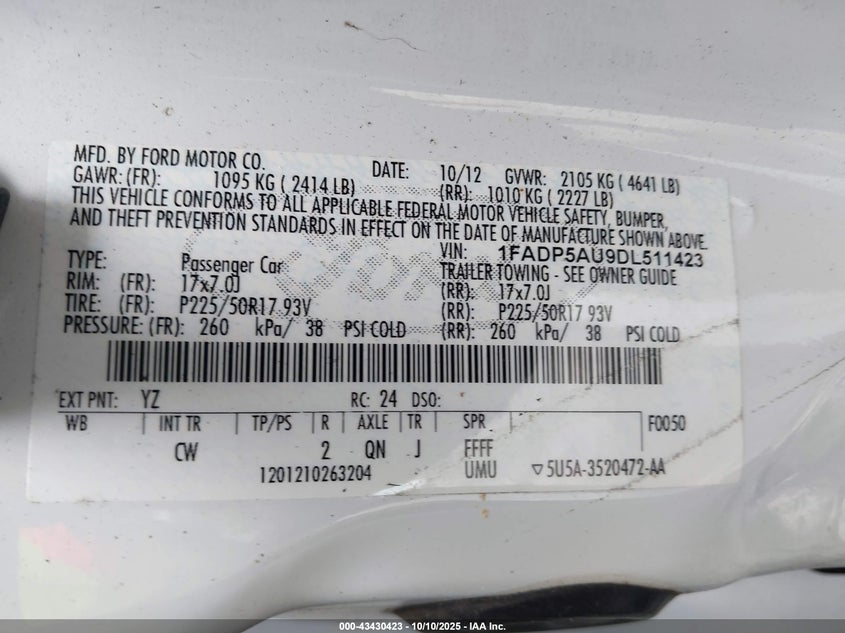 MFD. BY FORD MOTOR CO. DATE: 10/12 GVWR: 2105 KG ( 4641 LB)
GAWR: (FR): 1095 KG ( 2414 LB) (RR): 1010 KG ( 2227 LB)
THIS VEHICLE CONFORMS TO ALL APPLICABLE FEDERAL MOTOR VEHICLE SAFETY, BUMPER,
AND THEFT PREVENTION STANDARDS IN EFFECT ON THE DATE OF MANUFACTURE SHOWN ABOVE.
VIN: 1FADP5AU9DL511423
TYPE: Passenger Car TRAILER TOWING - SEE OWNER GUIDE
RIM: (FR): 17x7.0J (RR): 17x7.0J
TIRE: (FR): P225/50R17 93V (RR): P225/50R17 93V
PRESSURE: (FR): 260 kPa/ 38 PSI COLD (RR): 260 kPa/ 38 PSI COLD
EXT PNT: YZ RC: 24 DSO:
WB INT TR TP/PS R AXLE TR SPR F0050
CW 2 QN J FFFF
1201210263204 UMU ▽5U5A-3520472-AA
000-43430423 - 10/10/2025 - IAA Inc.